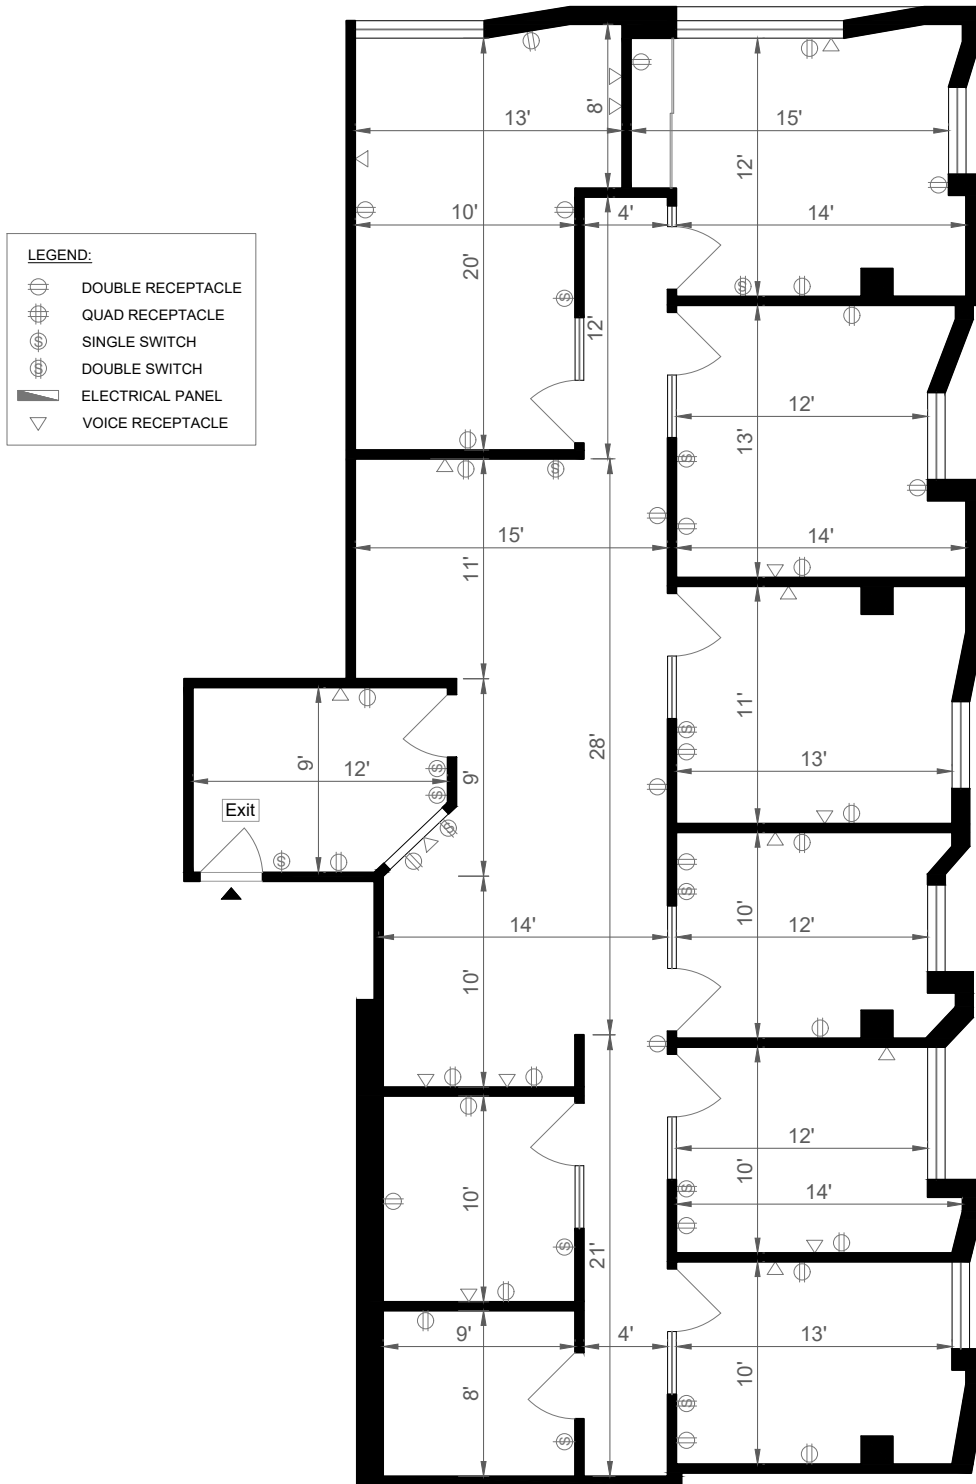 8'
13'
15'
12'
10'
4'
14'
20'
12'
LEGEND:
DOUBLE RECEPTACLE
QUAD RECEPTACLE
S SINGLE SWITCH
S DOUBLE SWITCH
ELECTRICAL PANEL
VOICE RECEPTACLE
S
S
12'
13'
S
S
15'
14'
11'
11'
28'
9'
12'
9'
13'
S
S
S
Exit
S
S
S
14'
12'
10'
10'
12'
10'
14'
S
10'
S
21'
9'
4'
13'
8'
10'
S
S